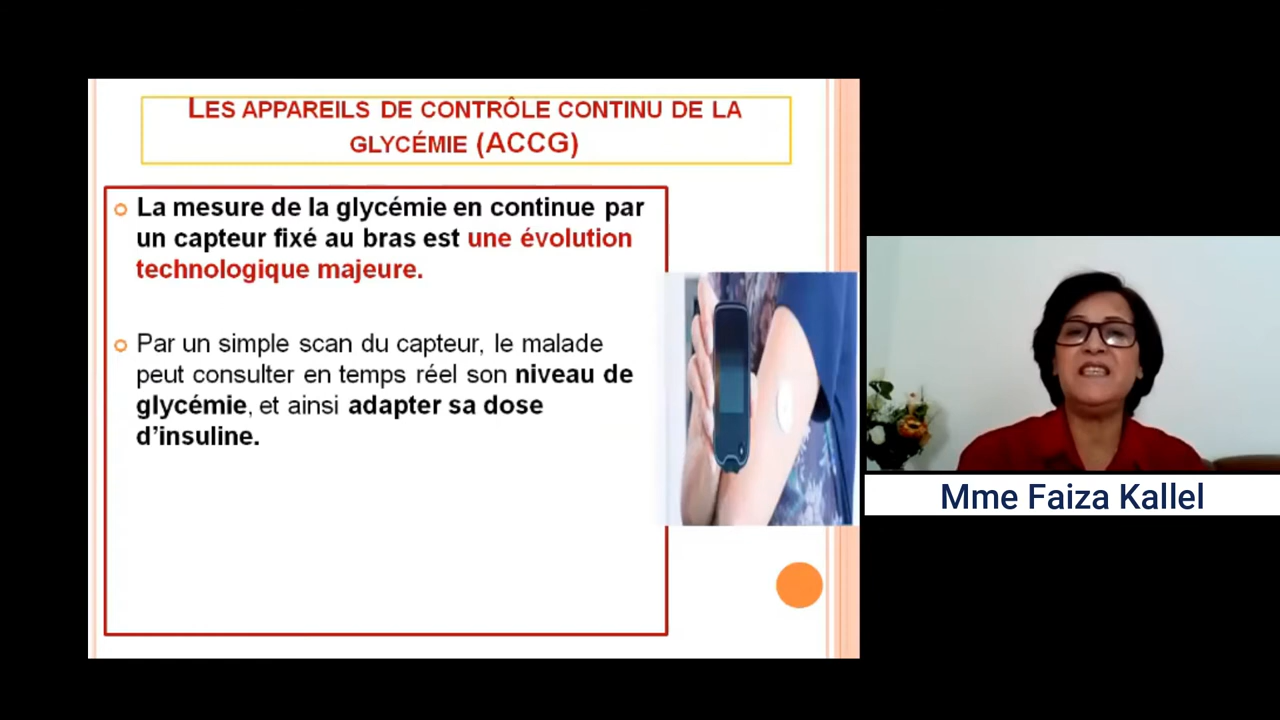 LES APPAREILS DE CONTRÔLE CONTINU DE LA
GLYCÉMIE (ACCG)
La mesure de la glycémie en continue par
un capteur fixé au bras est une évolution
technologique majeure.
Par un simple scan du capteur, le malade
peut consulter en temps réel son niveau de
glycémie, et ainsi adapter sa dose
d’insuline.
Mme Faiza Kallel